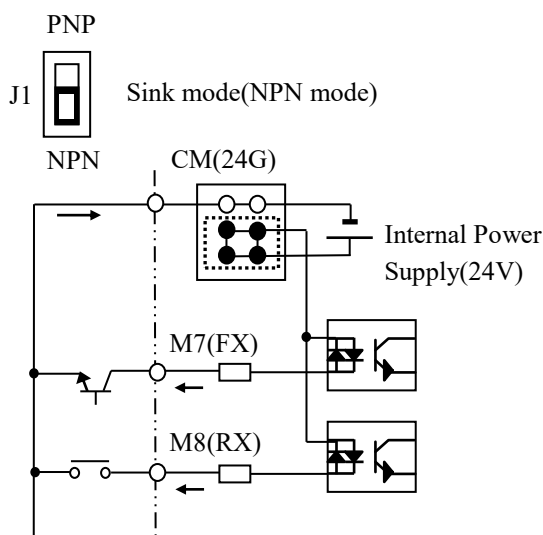 PNP
J1
Sink mode(NPN mode)
NPN
CM(24G)
Internal Power
Supply(24V)
M7(FX)
M8(RX)